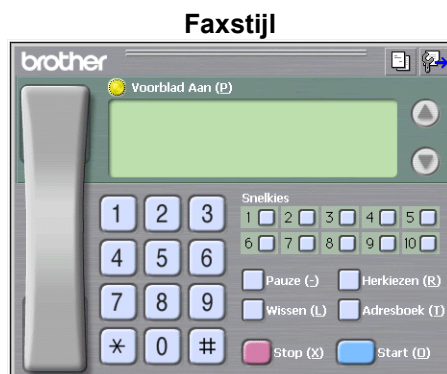 Faxstijl
brother
Voorblad Aan (P)
Snelkies
1 2 3 4 5
6 7 8 9 10
1 2 3
4 5 6
7 8 9
* 0 #
Pauze (-) Herkiezen (R)
Wissen (L) Adresboek (T)
Stop (X) Start (O)